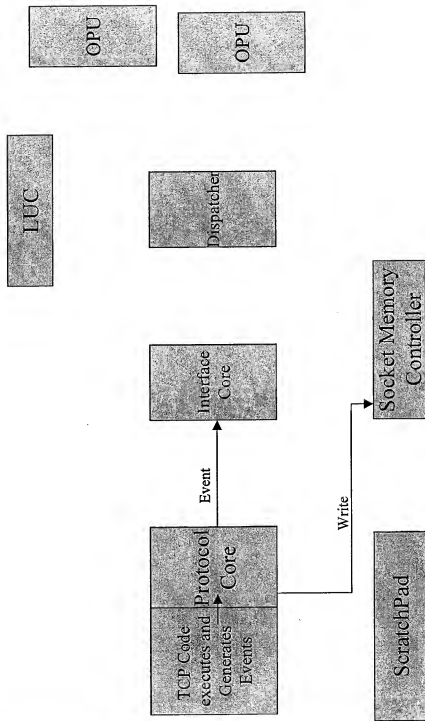 LUC
OPU
OPU
Dispatcher
Interface
Core
Event
TCP Code
executes and
Generates
Events
Protocol
Core
Write
Socket Memory
Controller
ScratchPad